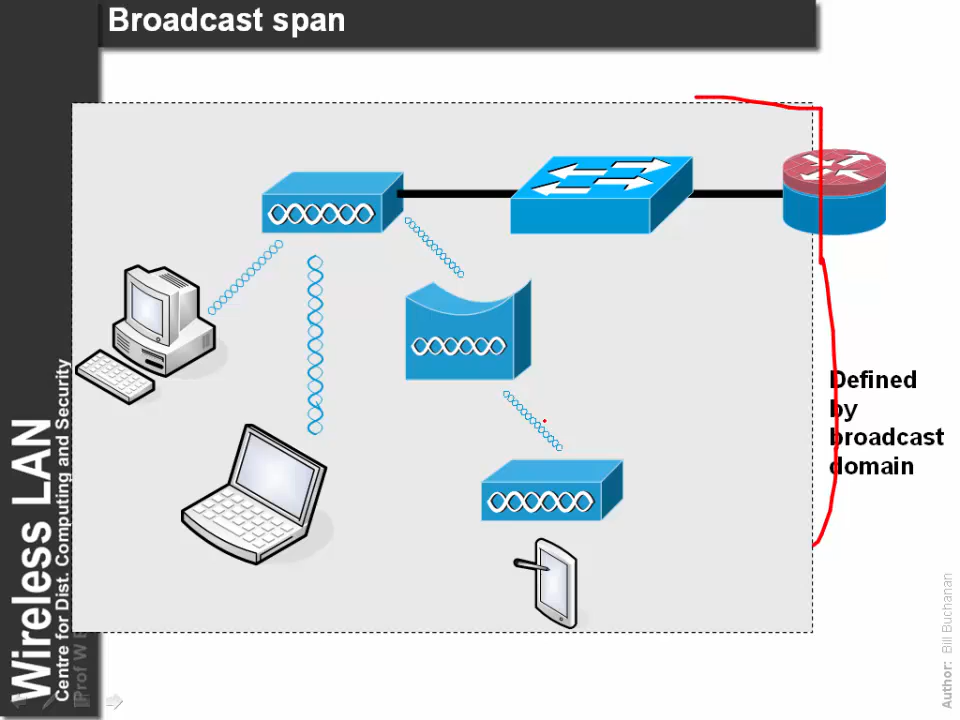 Broadcast span
Defined
by
broadcast
domain
Wireless LAN
Centre for Dist. Computing and Security
Author: Bill Buchanan